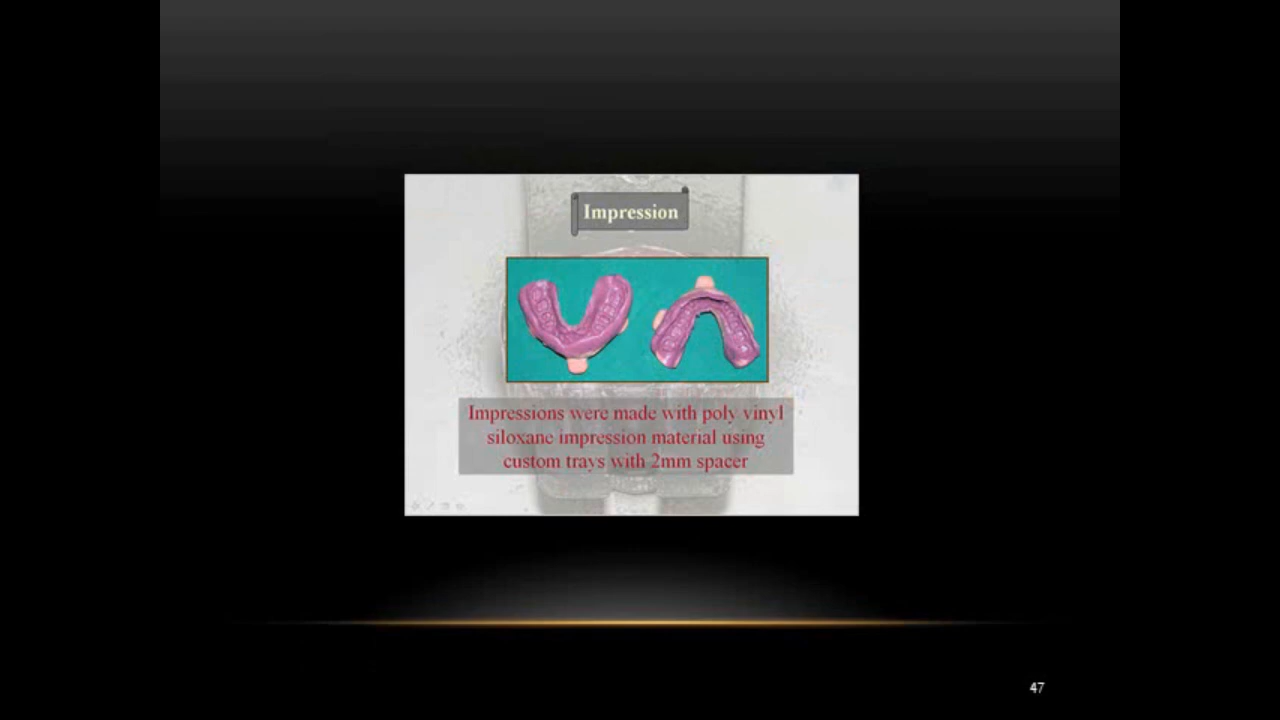 Impression
Impressions were made with poly vinyl
siloxane impression material using
custom trays with 2mm spacer
47